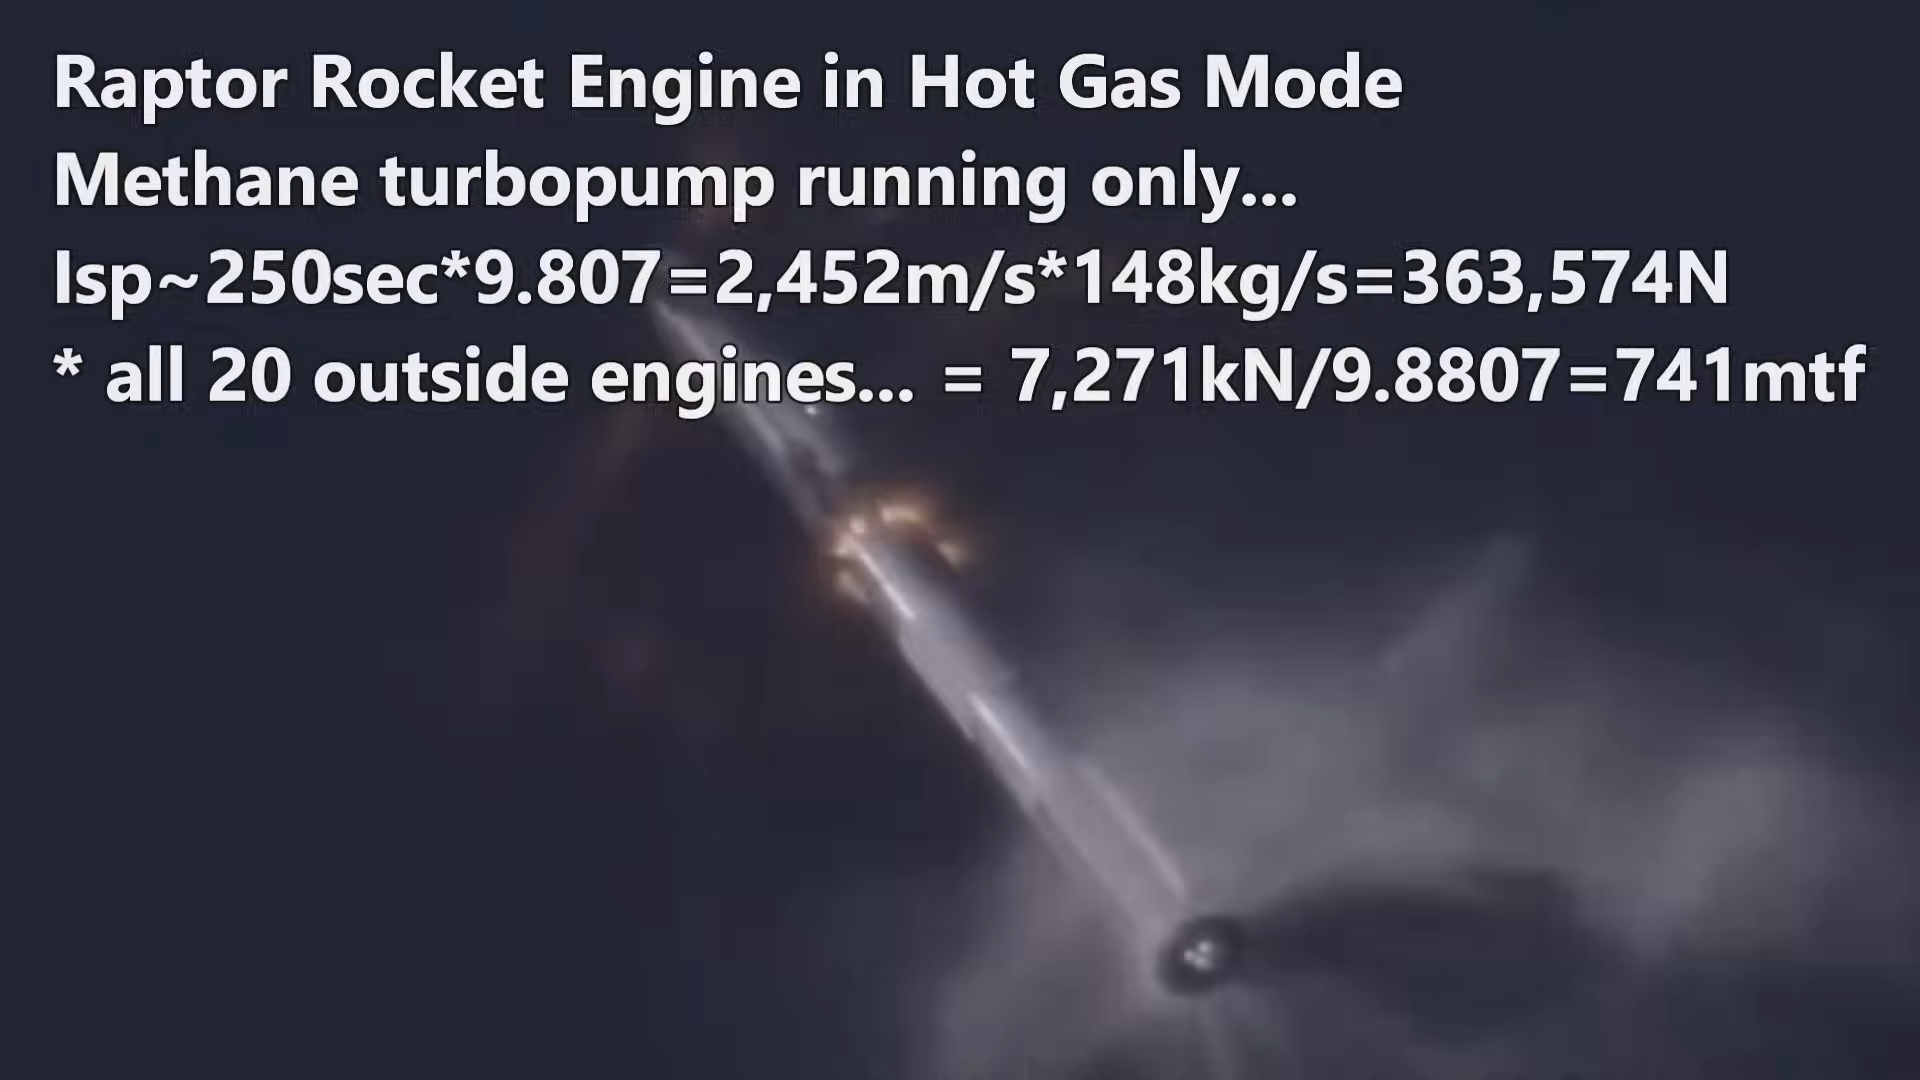 Raptor Rocket Engine in Hot Gas Mode
Methane turbopump running only...
Isp~250sec*9.807=2,452m/s*148kg/s=363,574N
* all 20 outside engines... = 7,271kN/9.8807=741mtf